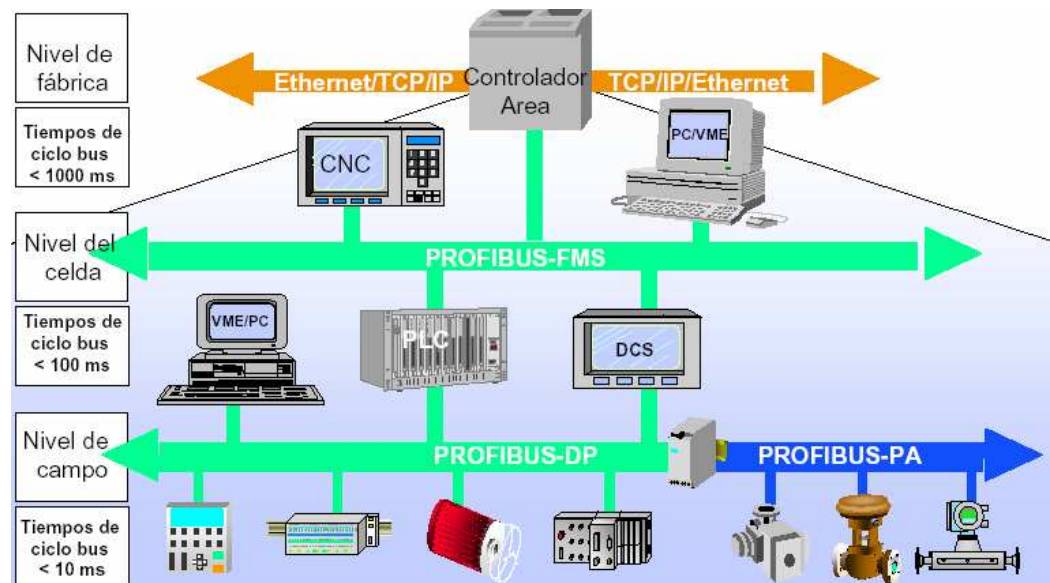 Nivel de
fábrica
Ethernet/TCP/IP
Controlador
Area
TCP/IP/Ethernet
Tiempos de
ciclo bus
< 1000 ms
CNC
PC/VME
Nivel del
celda
PROFIBUS-FMS
Tiempos de
ciclo bus
< 100 ms
VME/PC
PLC
DCS
Nivel de
campo
PROFIBUS-DP
PROFIBUS-PA
Tiempos de
ciclo bus
< 10 ms